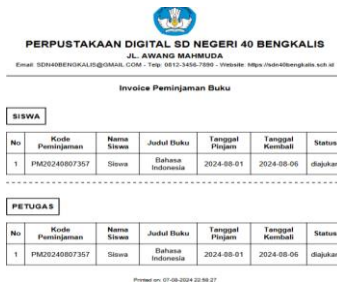 PERPUSTAKAAN DIGITAL SD NEGERI 40 BENGKALIS
JL. AWANG MAHMUDA
Email: SDN40BENGKALIS@GMAIL.COM - Telp: 0812-3456-7890 - Website: https://sdn40bengkalis.sch.id
Invoice Peminjaman Buku
SISWA
No Kode Peminjaman Nama Siswa Judul Buku Tanggal Pinjam Tanggal Kembali Status
1 PM20240807357 Siswa Bahasa Indonesia 2024-08-01 2024-08-06 diajukan
PETUGAS
No Kode Peminjaman Nama Siswa Judul Buku Tanggal Pinjam Tanggal Kembali Status
1 PM20240807357 Siswa Bahasa Indonesia 2024-08-01 2024-08-06 diajukan
Printed on: 07-08-2024 22:59:27